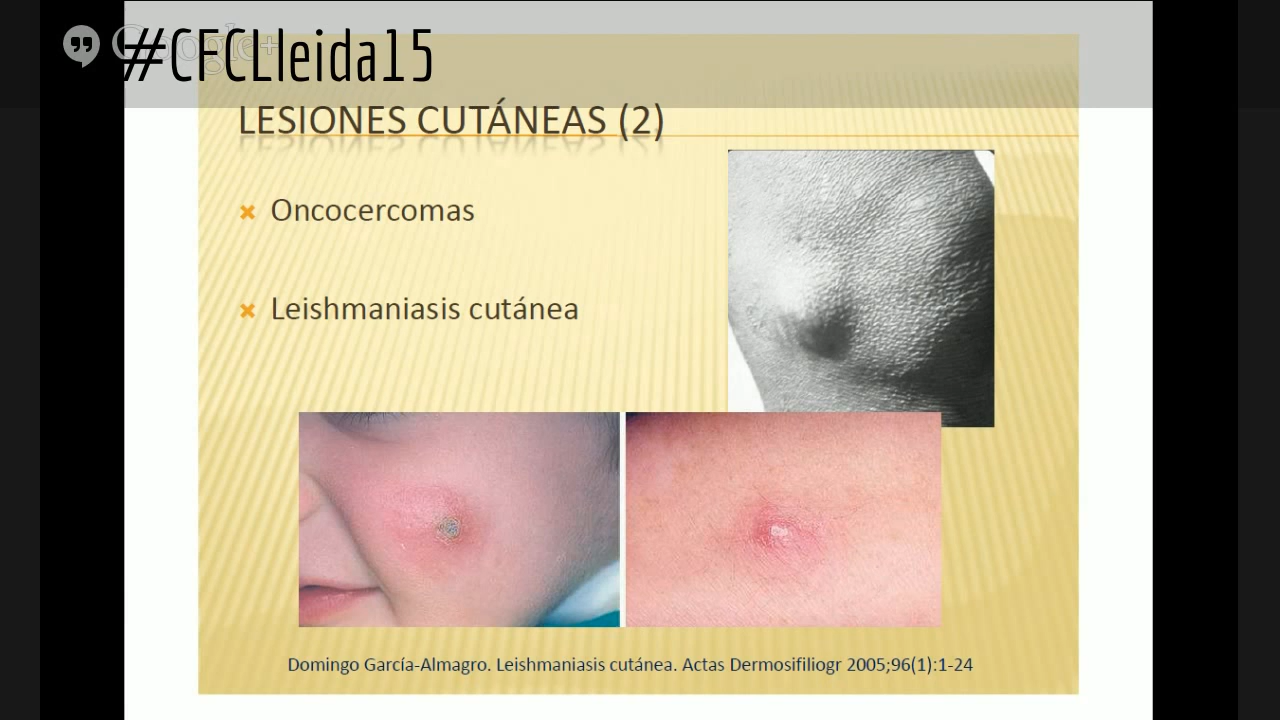 Google+
#CFCLleida15
LESIONES CUTÁNEAS (2)
Oncocercomas
Leishmaniasis cutánea
Domingo García-Almagro. Leishmaniasis cutánea. Actas Dermosifiliogr 2005;96(1):1-24